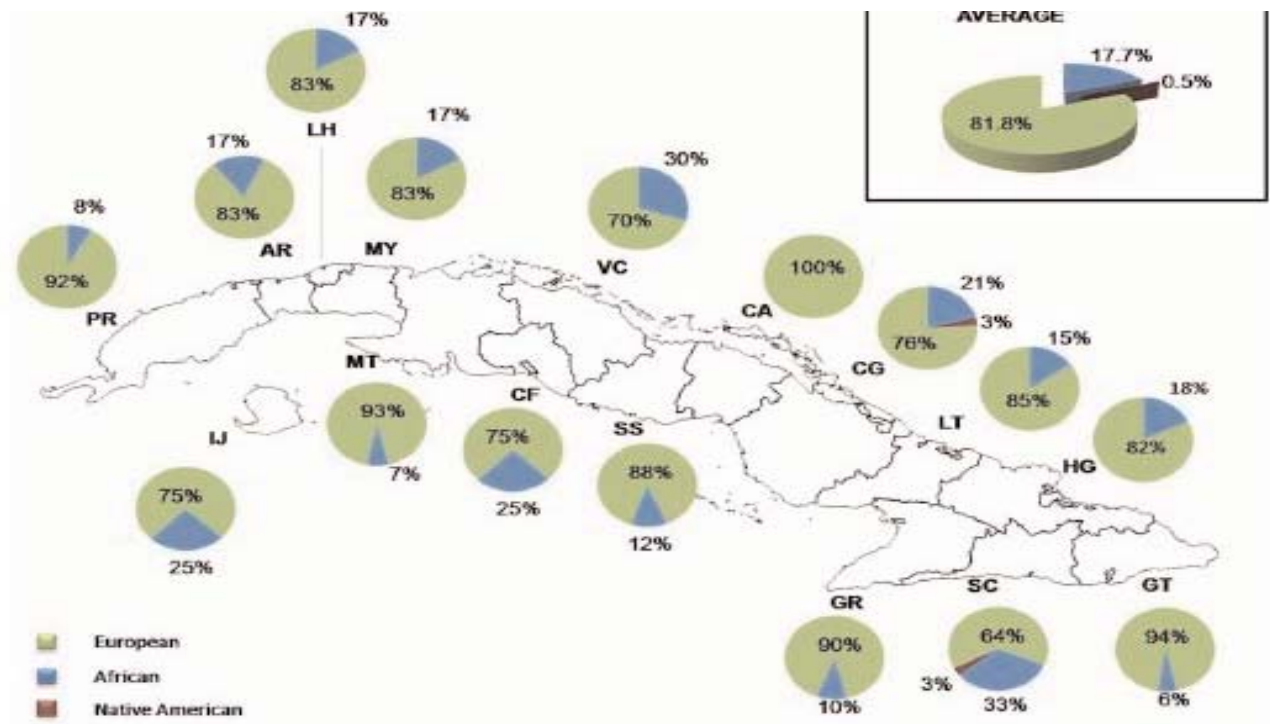 AVERAGE
17.7%
0.5%
81.8%
17%
83%
LH
17%
83%
AR
17%
83%
MY
8%
92%
PR
30%
70%
VC
100%
CA
21%
3%
76%
CG
15%
85%
LT
18%
82%
HG
MT
93%
7%
CF
75%
25%
SS
88%
12%
IJ
75%
25%
GR
90%
10%
SC
64%
3%
33%
GT
94%
6%
European
African
Native American